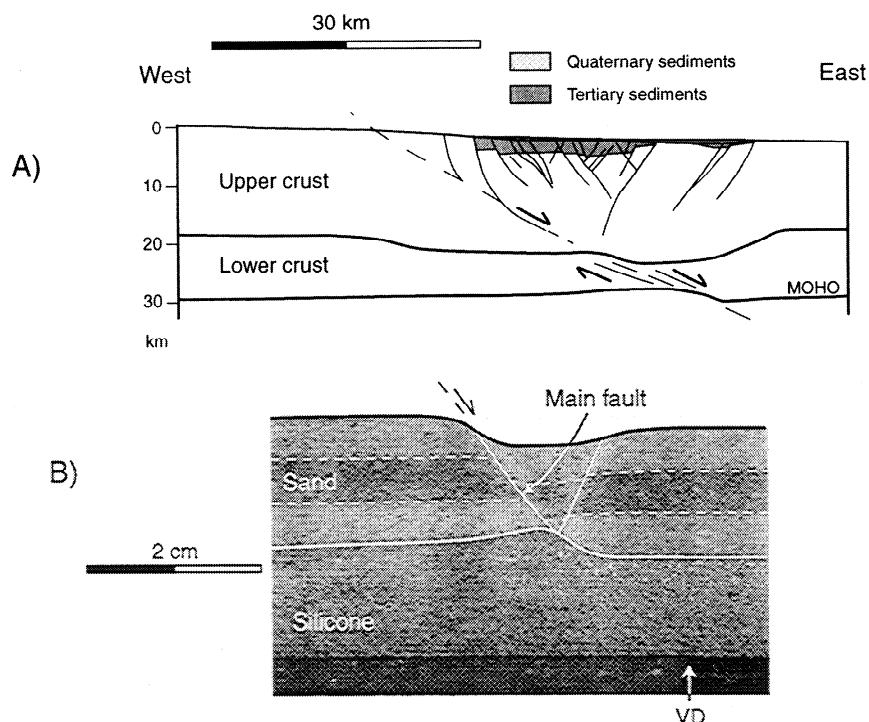 30 km
West
East
Quaternary sediments
Tertiary sediments
A)
0
10
20
30
km
Upper crust
Lower crust
MOHO
B)
Main fault
Sand
2 cm
Silicone
VD